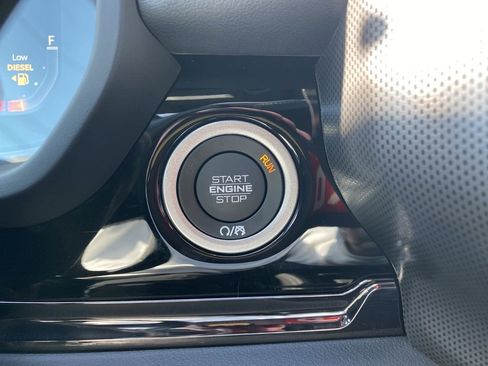 F
Low
DIESEL
RUN
START
ENGINE
STOP